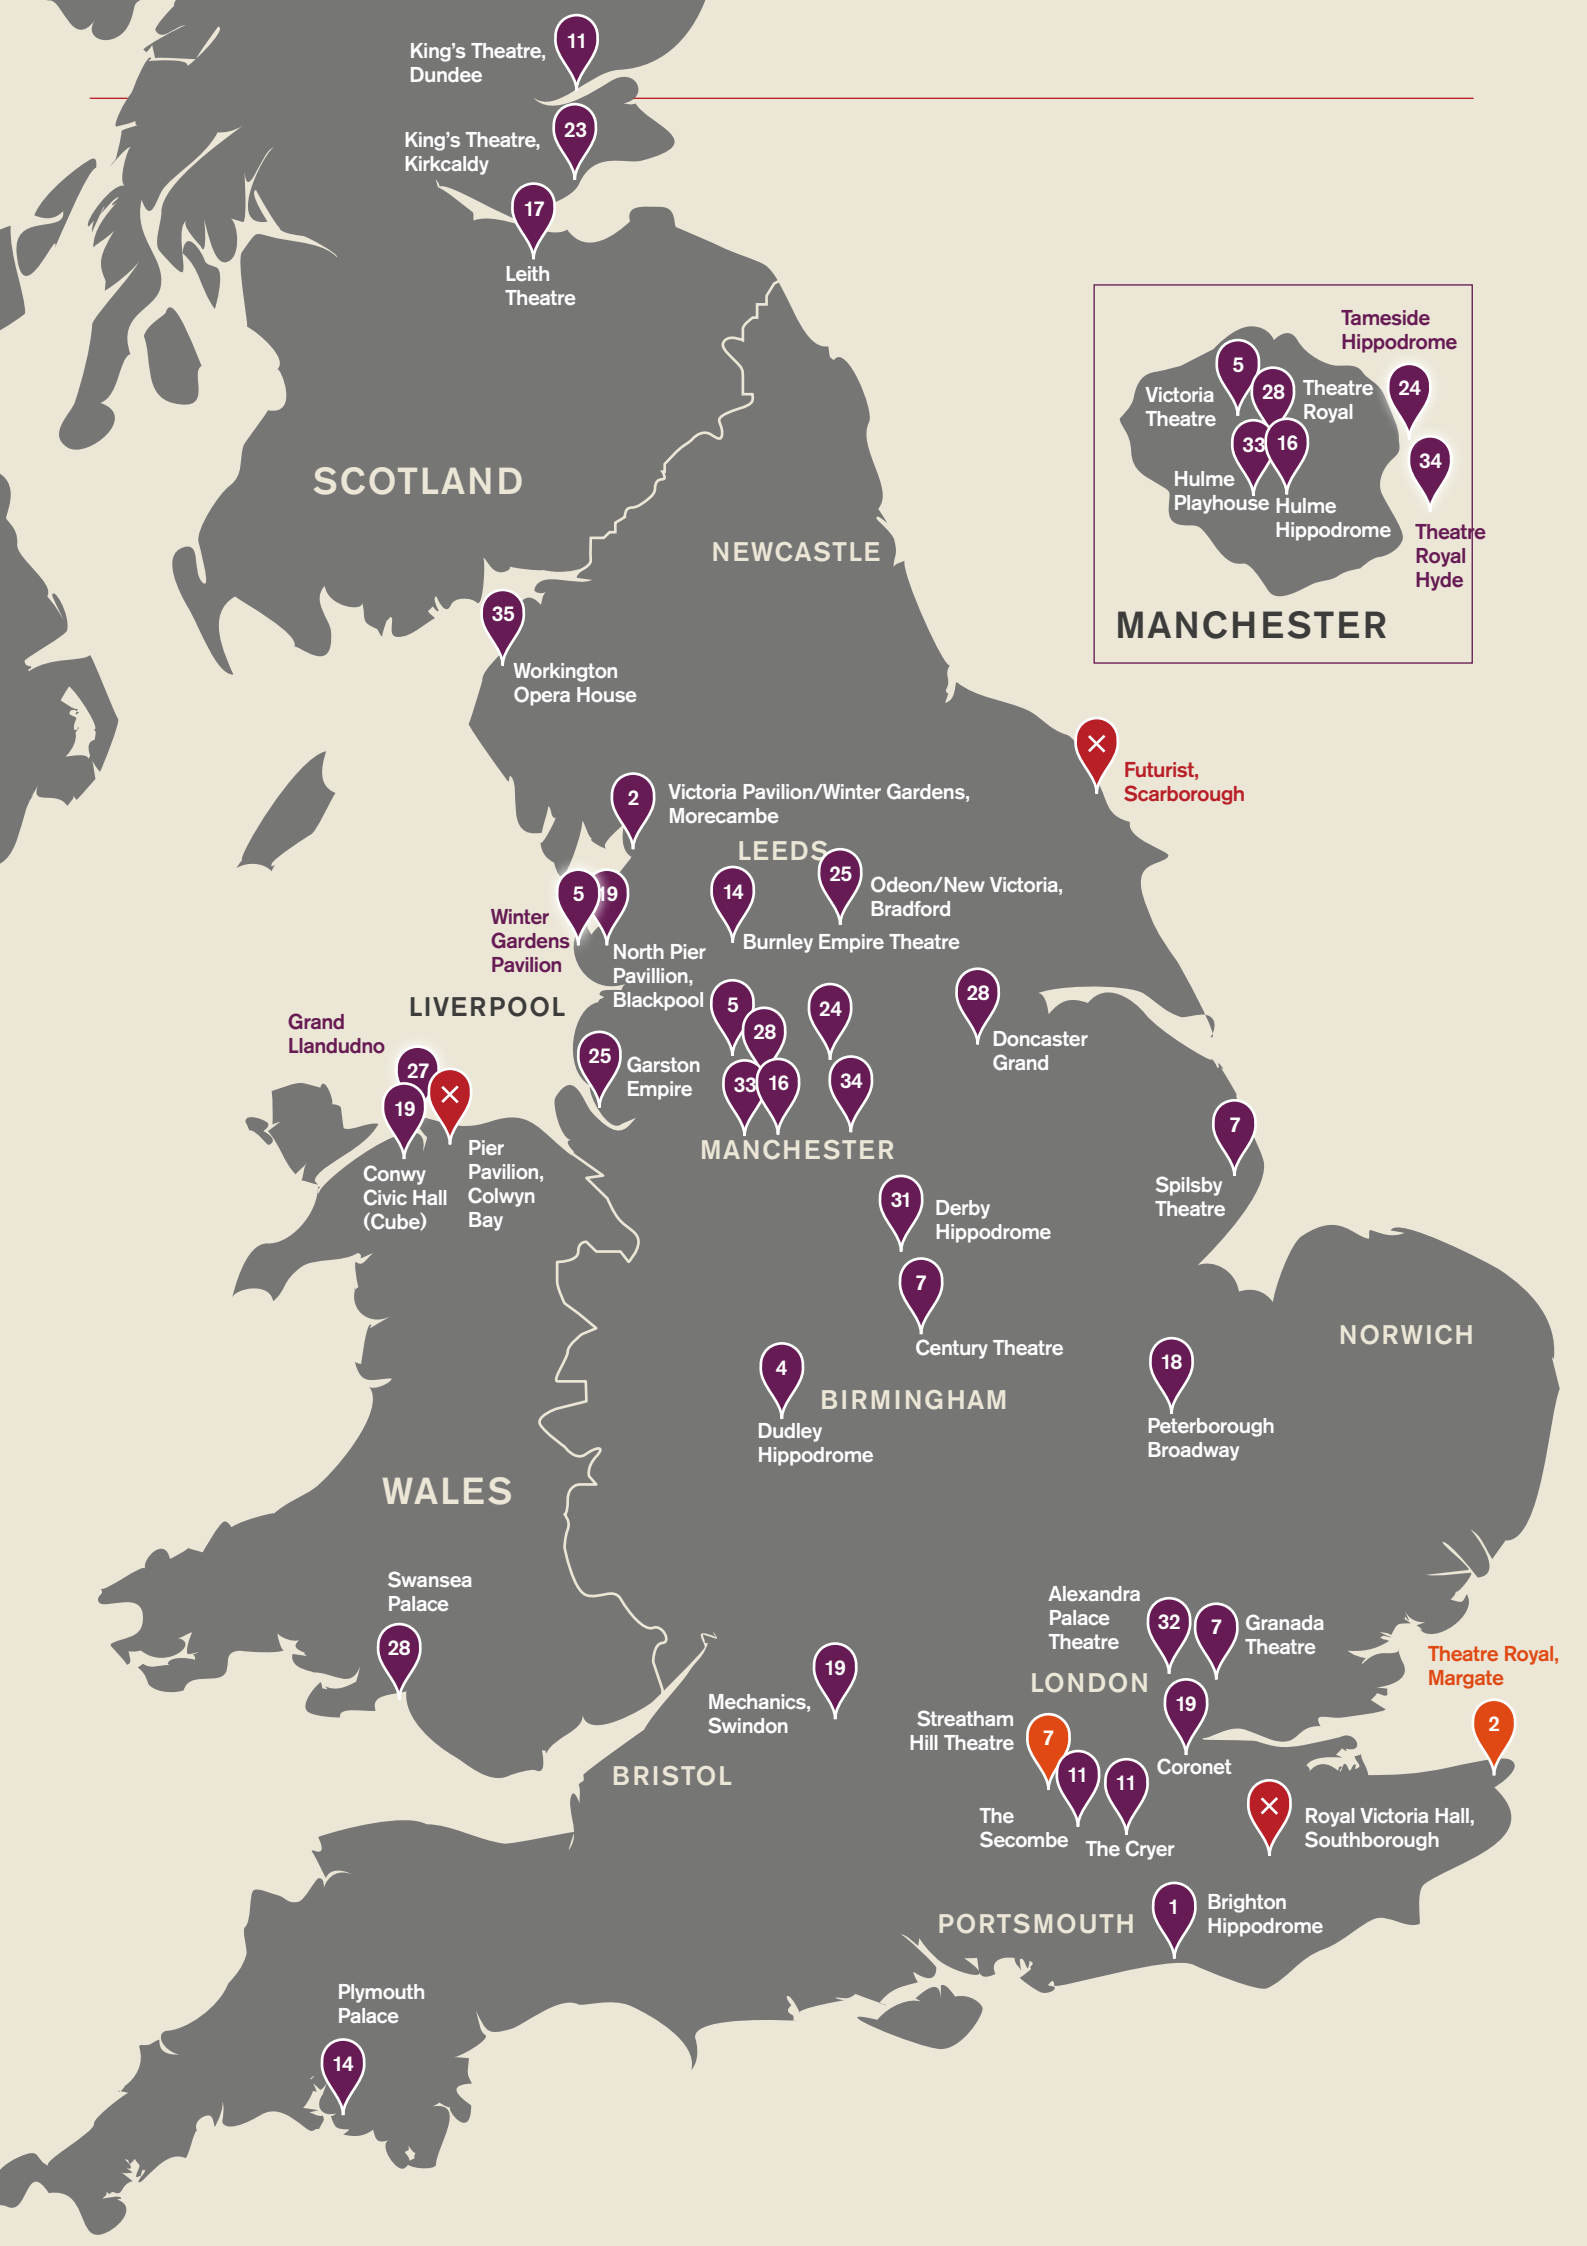 11
King's Theatre,
Dundee
23
King's Theatre,
Kirkcaldy
17
Leith
Theatre
Tameside
Hippodrome
5
28
24
Victoria
Theatre
Theatre
Royal
33
16
34
Hulme
Playhouse
Hulme
Hippodrome
Theatre
Royal
Hyde
MANCHESTER
SCOTLAND
NEWCASTLE
35
Workington
Opera House
Futurist,
Scarborough
2
Victoria Pavilion/Winter Gardens,
Morecambe
LEEDS
25
Odeon/New Victoria,
Bradford
14
Burnley Empire Theatre
5
19
Winter
Gardens
Pavilion
North Pier
Pavillion,
Blackpool
LIVERPOOL
5
28
24
33
16
34
MANCHESTER
28
Doncaster
Grand
Grand
Llandudno
27
19
25
Garston
Empire
Conwy
Civic Hall
(Cube)
Pier
Pavilion,
Colwyn
Bay
7
Spilsby
Theatre
31
Derby
Hippodrome
7
Century Theatre
NORWICH
4
Dudley
Hippodrome
BIRMINGHAM
18
Peterborough
Broadway
WALES
Swansea
Palace
28
Alexandra
Palace
Theatre
32
7
Granada
Theatre
19
Mechanics,
Swindon
LONDON
19
Coronet
Theatre Royal,
Margate
2
Streatham
Hill Theatre
7
11
11
The
Secombe
The Cryer
BRISTOL
Royal Victoria Hall,
Southborough
PORTSMOUTH
1
Brighton
Hippodrome
Plymouth
Palace
14